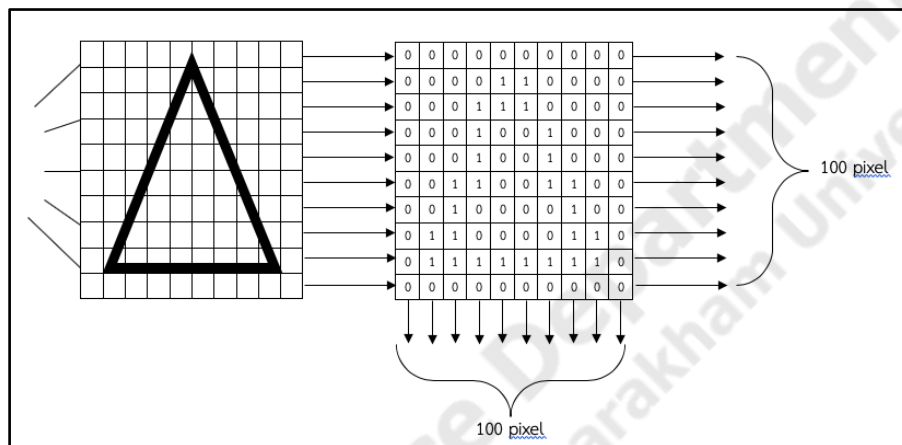 0 0 0 0 0 0 0 0 0 0
0 0 0 0 1 1 0 0 0 0
0 0 0 1 1 1 0 0 0 0
0 0 0 1 0 0 1 0 0 0
0 0 0 1 0 0 1 0 0 0
0 0 1 1 0 0 1 1 0 0
0 0 1 0 0 0 0 1 0 0
0 1 1 0 0 0 0 1 1 0
0 1 1 1 1 1 1 1 1 0
0 0 0 0 0 0 0 0 0 0
100 pixel
100 pixel